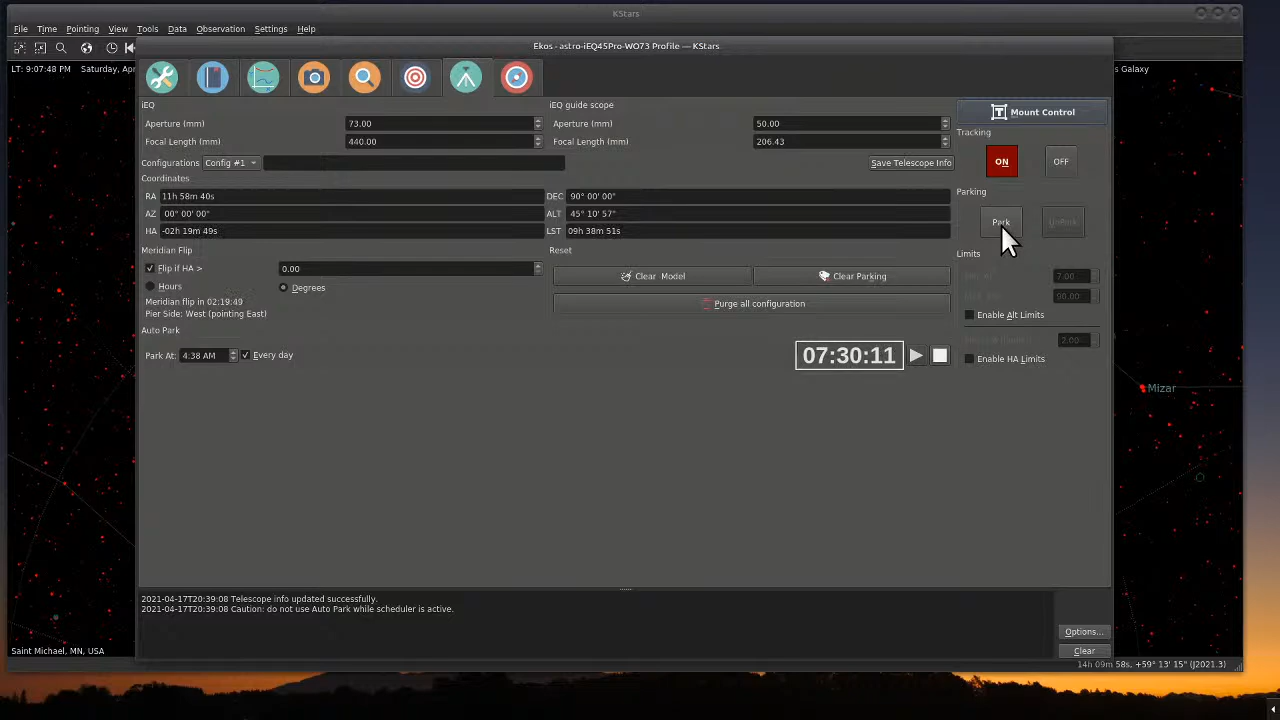 KStars
File Time Pointing View Tools Data Observation Settings Help
Ekos - astro-iEQ45Pro-WO73 Profile — KStars
LT: 9:07:48 PM Saturday, Apr
s Galaxy
iEQ
iEQ guide scope
Mount Control
Aperture (mm) 73.00
Aperture (mm) 50.00
Tracking
Focal Length (mm) 440.00
Focal Length (mm) 206.43
Configurations Config #1
Save Telescope Info
ON OFF
Coordinates
Parking
RA 11h 58m 40s
DEC 90° 00' 00"
AZ 00° 00' 00"
ALT 45° 10' 57"
Park UnPark
HA -02h 19m 49s
LST 09h 38m 51s
Meridian Flip
Reset
Limits
Flip if HA > 0.00
Clear Model
Clear Parking
7.00
Hours
Degrees
90.00
Meridian flip in 02:19:49
Purge all configuration
Pier Side: West (pointing East)
Enable Alt Limits
Auto Park
2.00
Park At: 4:38 AM Every day
07:30:11
Enable HA Limits
Mizar
2021-04-17T20:39:08 Telescope info updated successfully.
2021-04-17T20:39:08 Caution: do not use Auto Park while scheduler is active.
Options...
Saint Michael, MN, USA
Clear
14h 09m 58s, +59° 13' 15" (J2021.3)